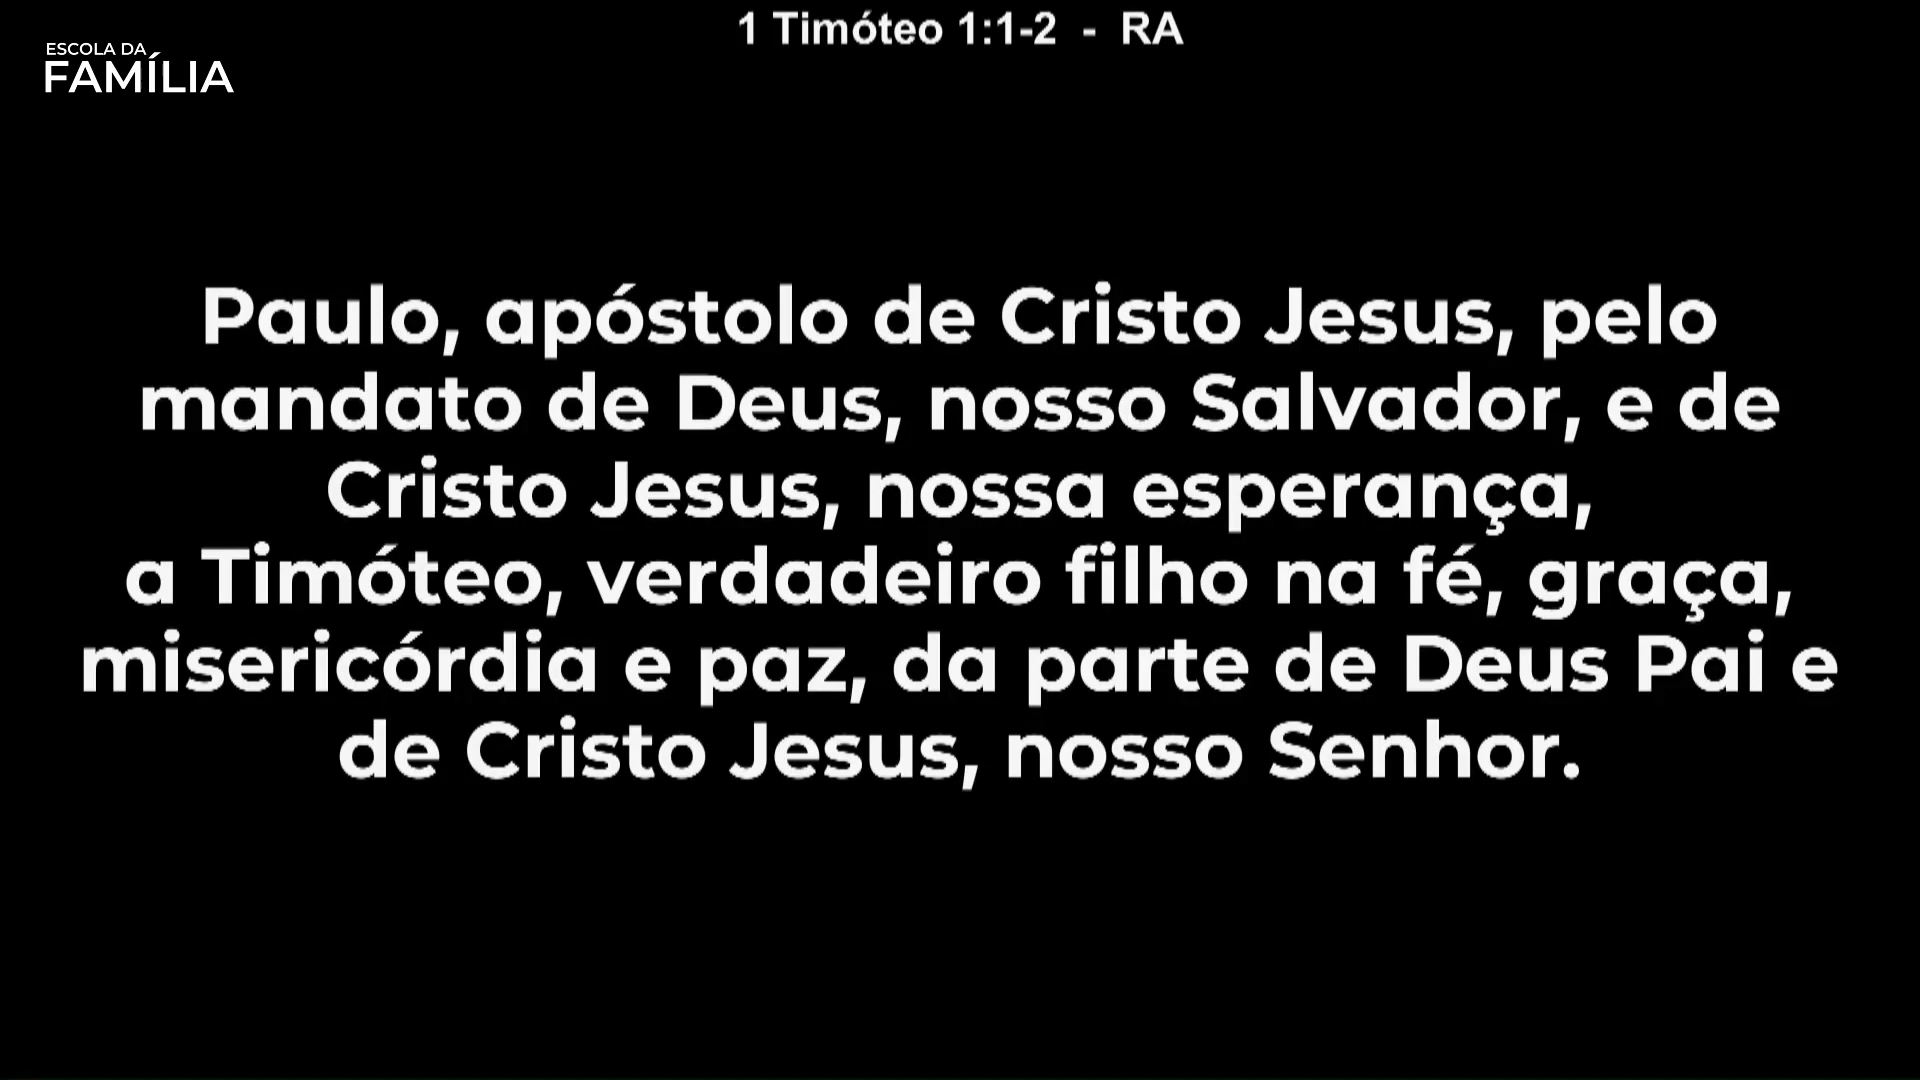 1 Timóteo 1:1-2 - RA
ESCOLA DA
FAMÍLIA
Paulo, apóstolo de Cristo Jesus, pelo
mandato de Deus, nosso Salvador, e de
Cristo Jesus, nossa esperança,
a Timóteo, verdadeiro filho na fé, graça,
misericórdia e paz, da parte de Deus Pai e
de Cristo Jesus, nosso Senhor.